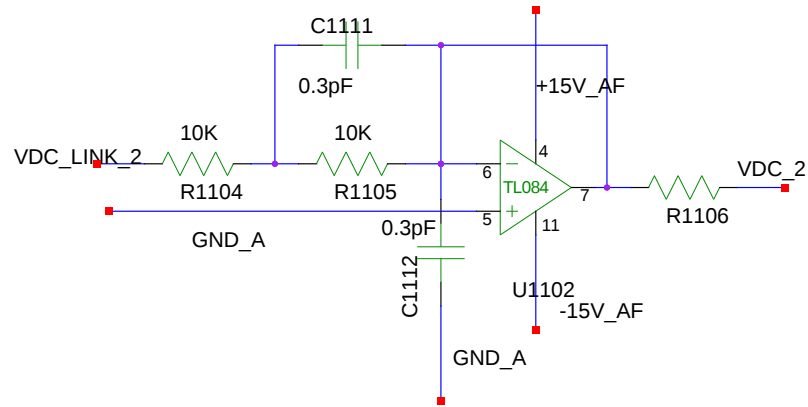 C1111
0.3pF
+15V_AF
10K
10K
VDC_LINK_2
R1104
R1105
4
6
TL084
7
VDC_2
5
R1106
GND_A
0.3pF
11
C1112
U1102
-15V_AF
GND_A